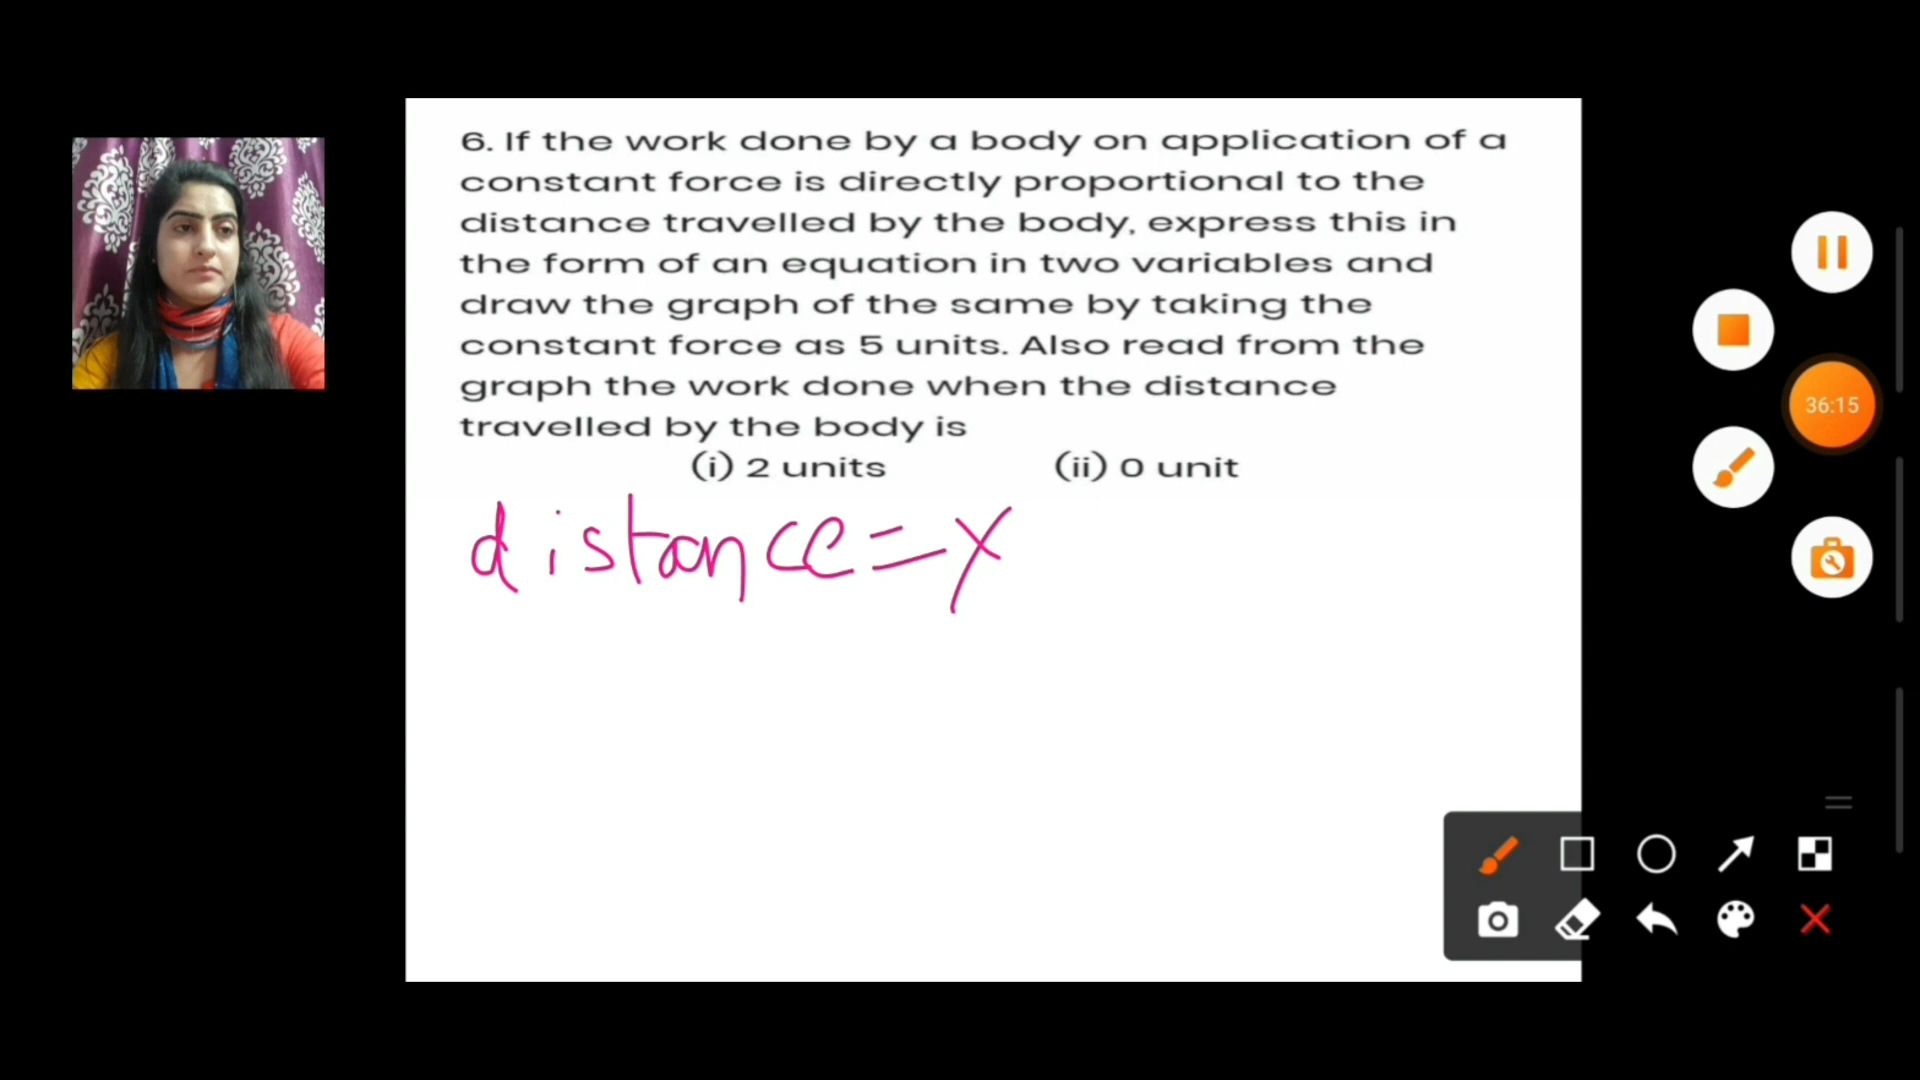 6. If the work done by a body on application of a
constant force is directly proportional to the
distance travelled by the body, express this in
the form of an equation in two variables and
draw the graph of the same by taking the
constant force as 5 units. Also read from the
graph the work done when the distance
travelled by the body is
(i) 2 units (ii) 0 unit
distance = x
36:15